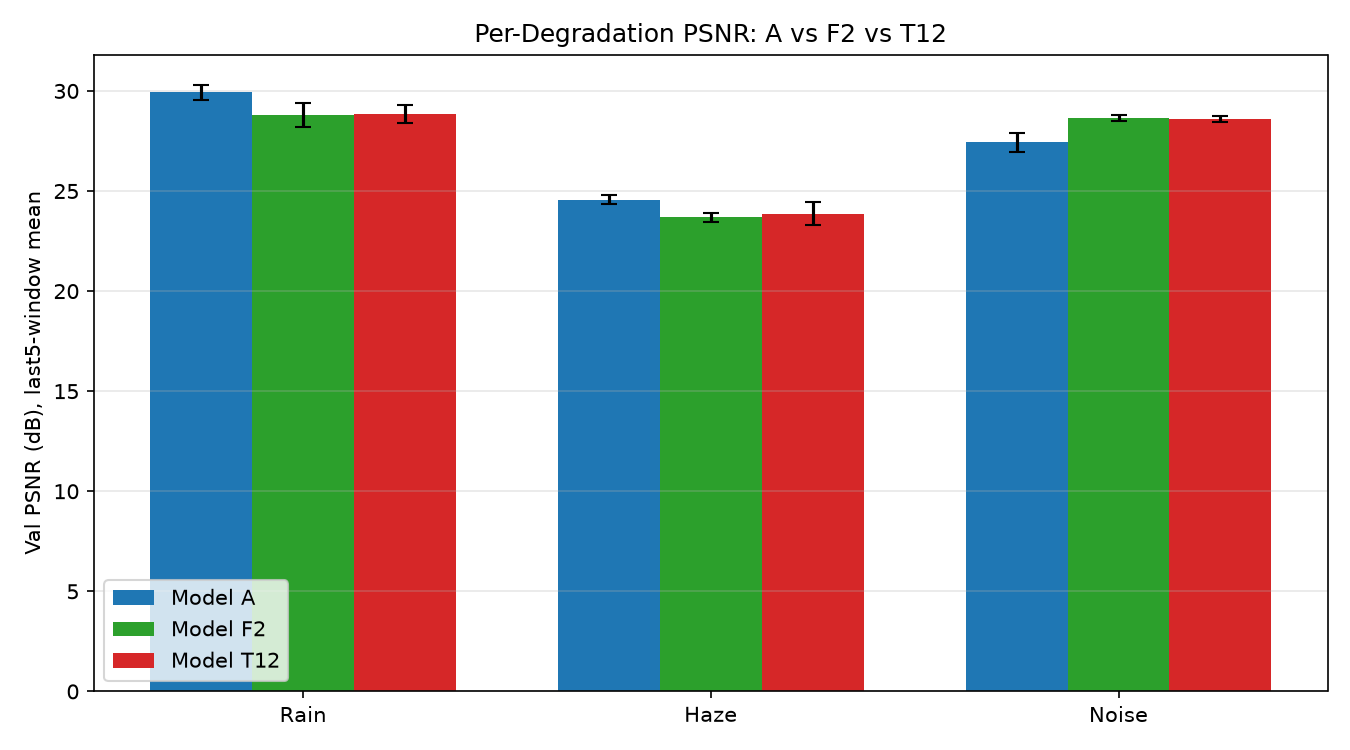 Per-Degradation PSNR: A vs F2 vs T12
Val PSNR (dB), last5-window mean
30
25
20
15
10
5
0
Model A
Model F2
Model T12
Rain
Haze
Noise